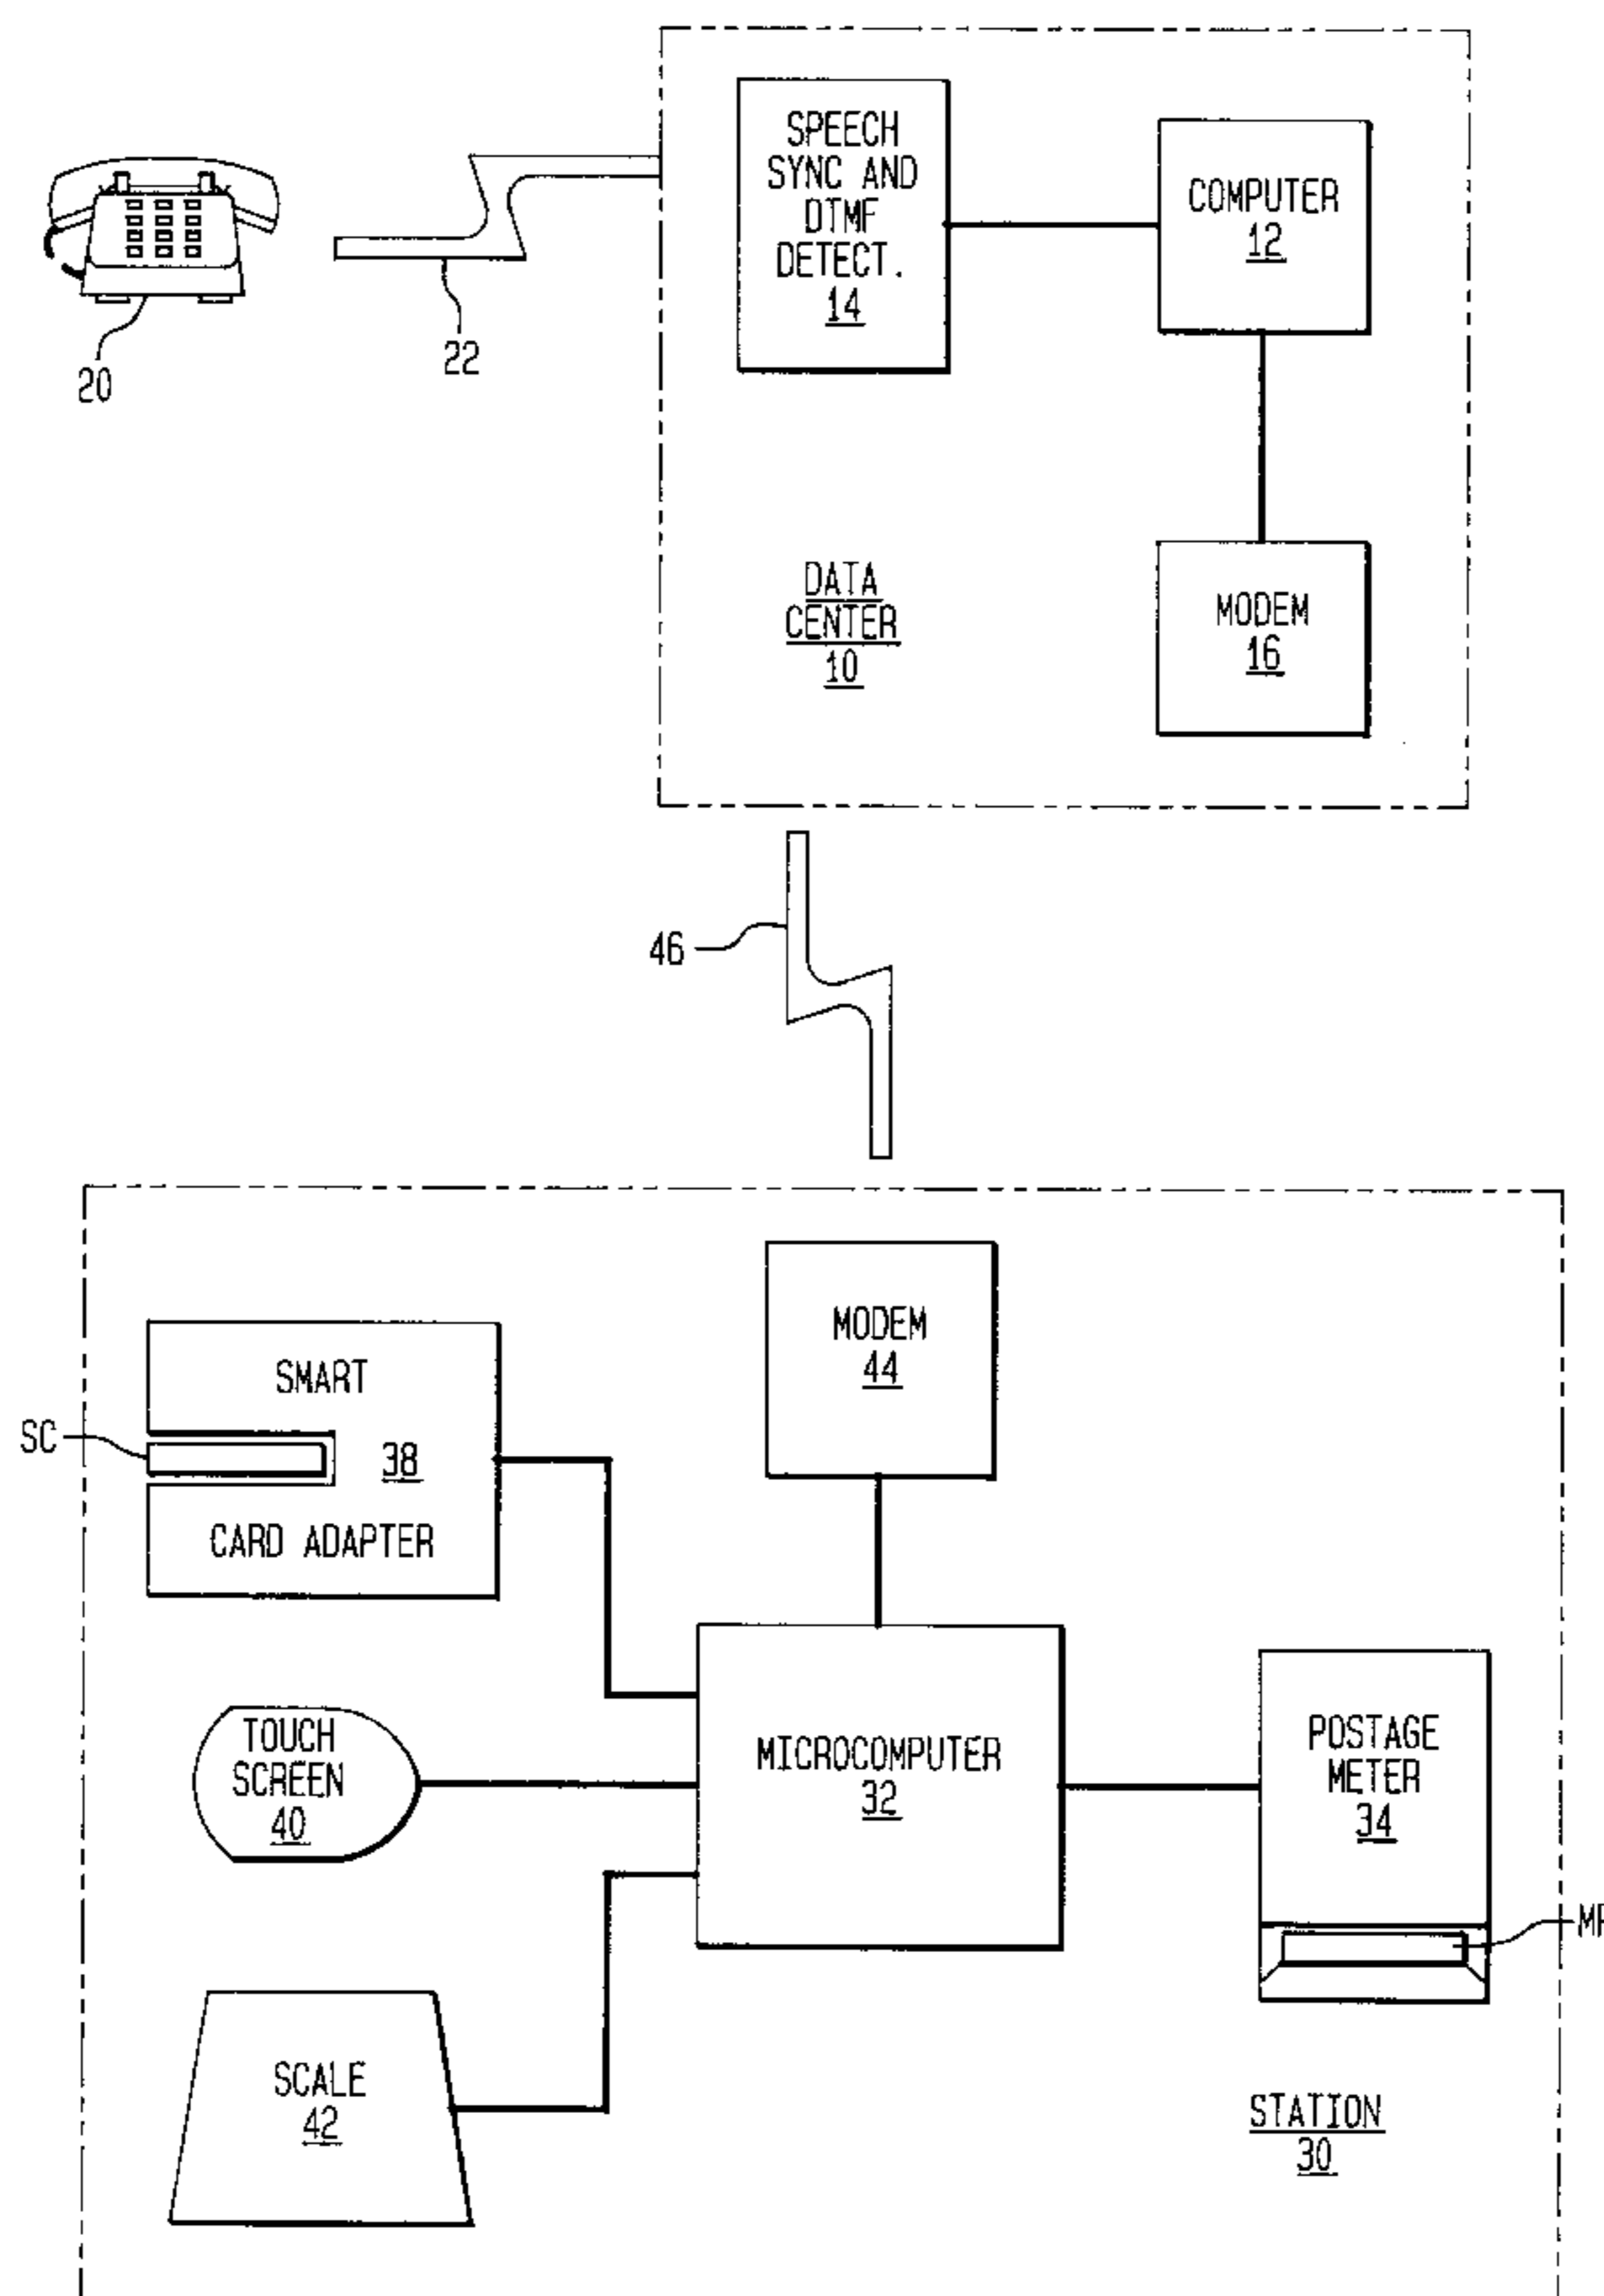 SPEECH
SYNC AND
DTMF
DETECT.
14
COMPUTER
12
20
22
DATA
CENTER
10
MODEM
16
46
MODEM
44
SMART
SC
38
CARD ADAPTER
TOUCH
SCREEN
40
MICROCOMPUTER
32
POSTAGE
METER
34
SCALE
42
STATION
30